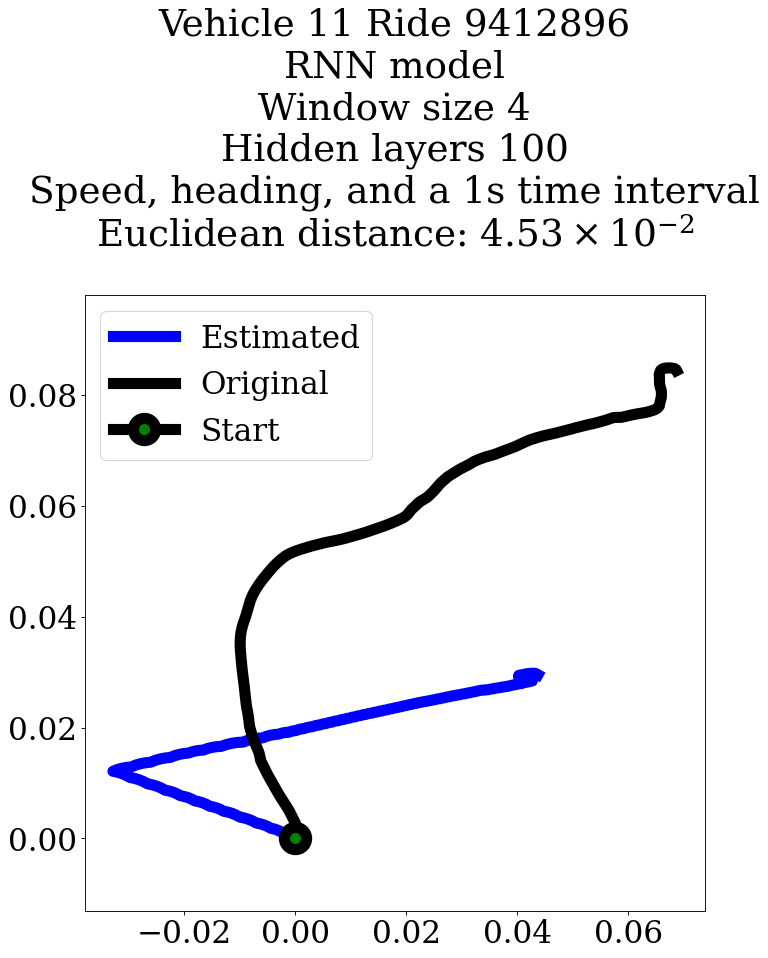 Vehicle 11 Ride 9412896
RNN model
Window size 4
Hidden layers 100
Speed, heading, and a 1s time interval
Euclidean distance: 4.53 × 10⁻²
Estimated
Original
Start
0.08
0.06
0.04
0.02
0.00
−0.02 0.00 0.02 0.04 0.06